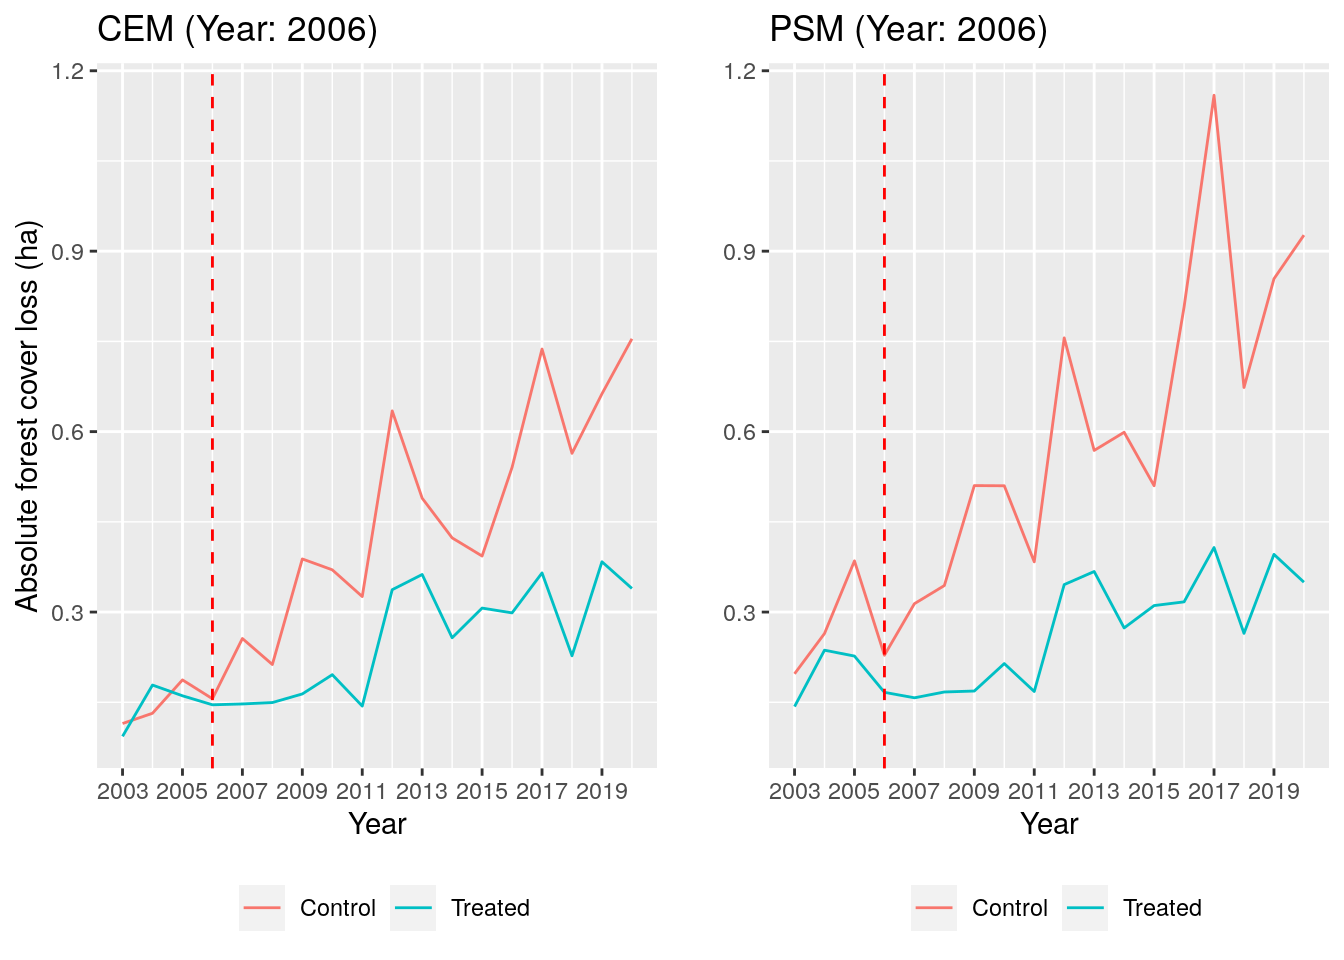 CEM (Year: 2006)
1.2
0.9
0.6
0.3
Absolute forest cover loss (ha)
2003 2005 2007 2009 2011 2013 2015 2017 2019
Year
Control Treated
PSM (Year: 2006)
1.2
0.9
0.6
0.3
2003 2005 2007 2009 2011 2013 2015 2017 2019
Year
Control Treated